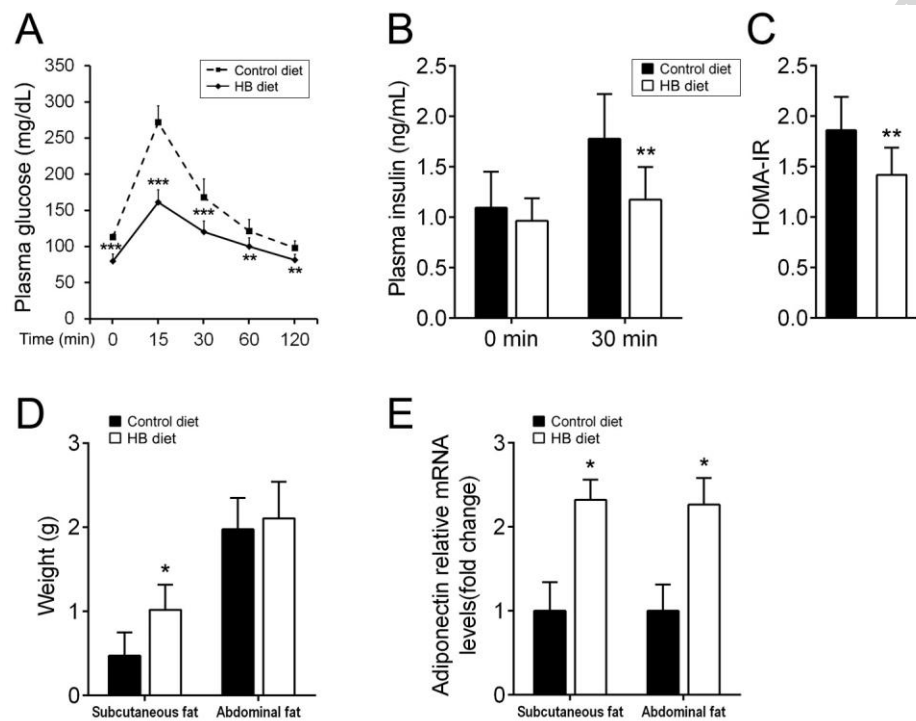 A
Plasma glucose (mg/dL)
350
300
250
200
150
100
50
0
Control diet
HB diet
***
***
***
**
**
Time (min) 0 15 30 60 120
B
Plasma insulin (ng/mL)
2.5
2.0
1.5
1.0
0.5
0.0
Control diet
HB diet
**
0 min 30 min
C
HOMA-IR
2.5
2.0
1.5
1.0
0.5
0.0
**
D
Weight (g)
3
2
1
0
Control diet
HB diet
*
Subcutaneous fat Abdominal fat
E
Adiponectin relative mRNA
levels(fold change)
3
2
1
0
Control diet
HB diet
*
*
Subcutaneous fat Abdominal fat